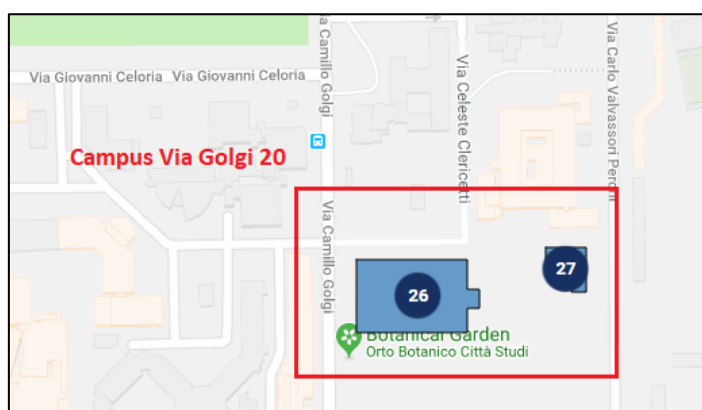 Via Giovanni Celoria Via Giovanni Celoria
Via Camillo Golgi
Via Celeste Clericetti
Via Carlo Valvassori Peroni
Campus Via Golgi 20
Via Camillo Golgi
26
27
Botanical Garden
Orto Botanico Città Studi